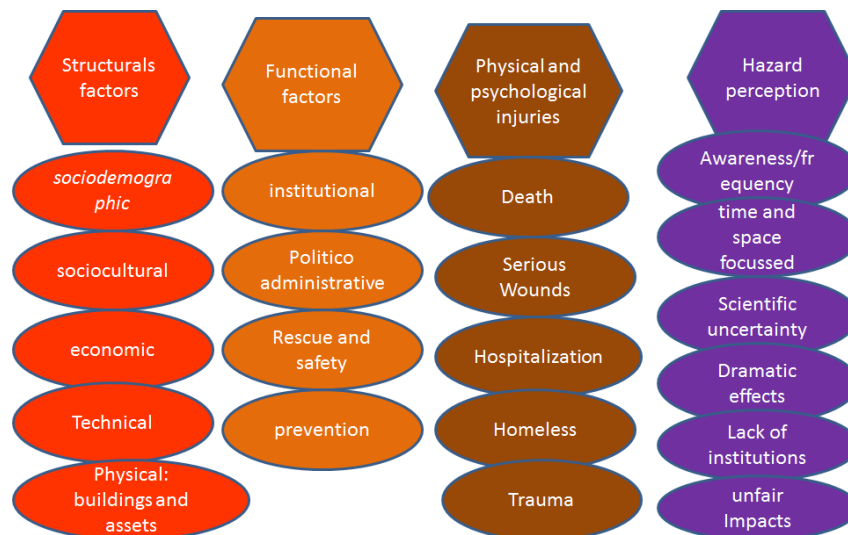 Structurals
factors
sociodemogra
phic
sociocultural
economic
Technical
Physical:
buildings and
assets
Functional
factors
institutional
Politico
administrative
Rescue and
safety
prevention
Physical and
psychological
injuries
Death
Serious
Wounds
Hospitalization
Homeless
Trauma
Hazard
perception
Awareness/fr
equency
time and
space
focussed
Scientific
uncertainty
Dramatic
effects
Lack of
institutions
unfair
Impacts